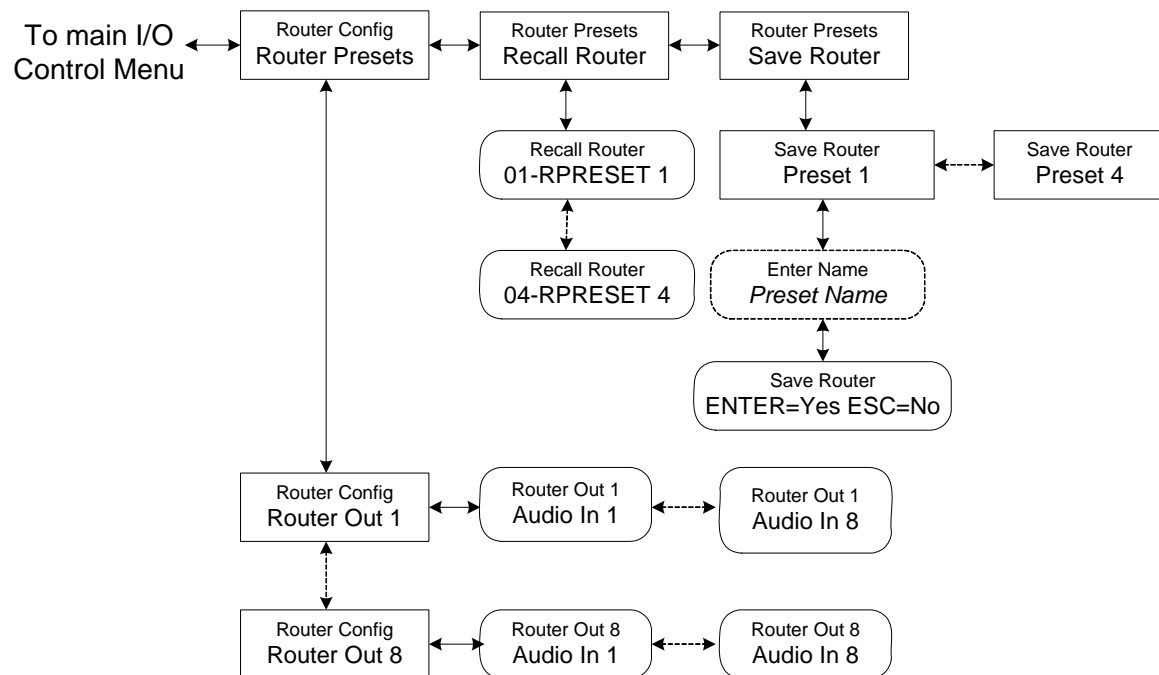 To main I/O
Control Menu
Router Config
Router Presets
Router Presets
Recall Router
Router Presets
Save Router
Recall Router
01-RPRESET 1
Save Router
Preset 1
Save Router
Preset 4
Recall Router
04-RPRESET 4
Enter Name
Preset Name
Save Router
ENTER=Yes ESC=No
Router Config
Router Out 1
Router Out 1
Audio In 1
Router Out 1
Audio In 8
Router Config
Router Out 8
Router Out 8
Audio In 1
Router Out 8
Audio In 8